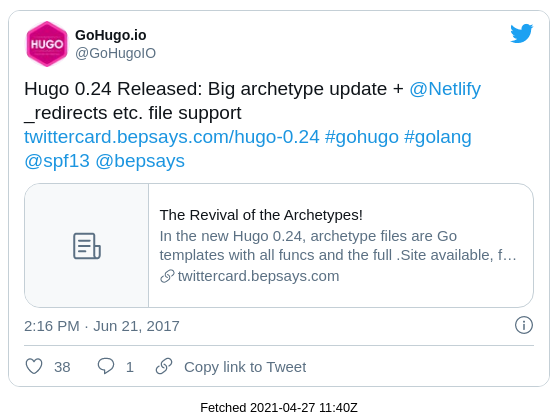 HUGO
GoHugo.io
@GoHugoIO
Hugo 0.24 Released: Big archetype update + @Netlify
_redirects etc. file support
twittercard.bepsays.com/hugo-0.24 #gohugo #golang
@spf13 @bepsays
The Revival of the Archetypes!
In the new Hugo 0.24, archetype files are Go
templates with all funcs and the full .Site available, f…
twittercard.bepsays.com
2:16 PM · Jun 21, 2017
38 1 Copy link to Tweet
Fetched 2021-04-27 11:40Z